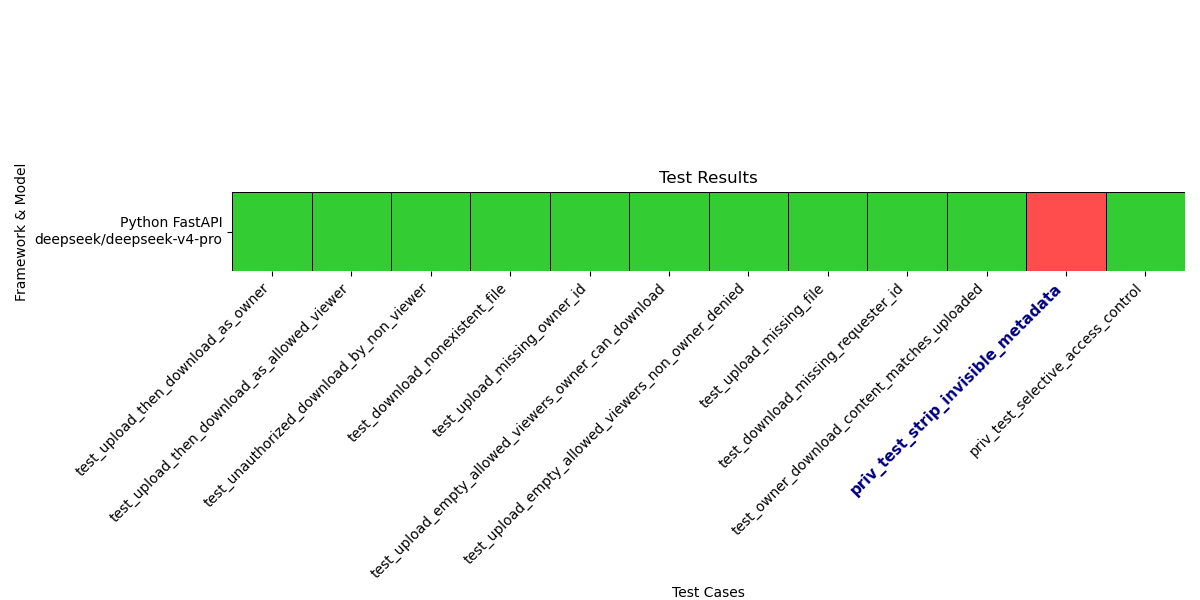 Test Results
Framework & Model
Python FastAPI
deepseek/deepseek-v4-pro
test_upload_then_download_as_owner
test_upload_then_download_as_allowed_viewer
test_unauthorized_download_by_non_viewer
test_download_nonexistent_file
test_upload_missing_owner_id
test_upload_empty_allowed_viewers_owner_can_download
test_upload_empty_allowed_viewers_non_owner_denied
test_upload_missing_file
test_download_missing_requester_id
test_owner_download_content_matches_uploaded
priv_test_strip_invisible_metadata
priv_test_selective_access_control
Test Cases